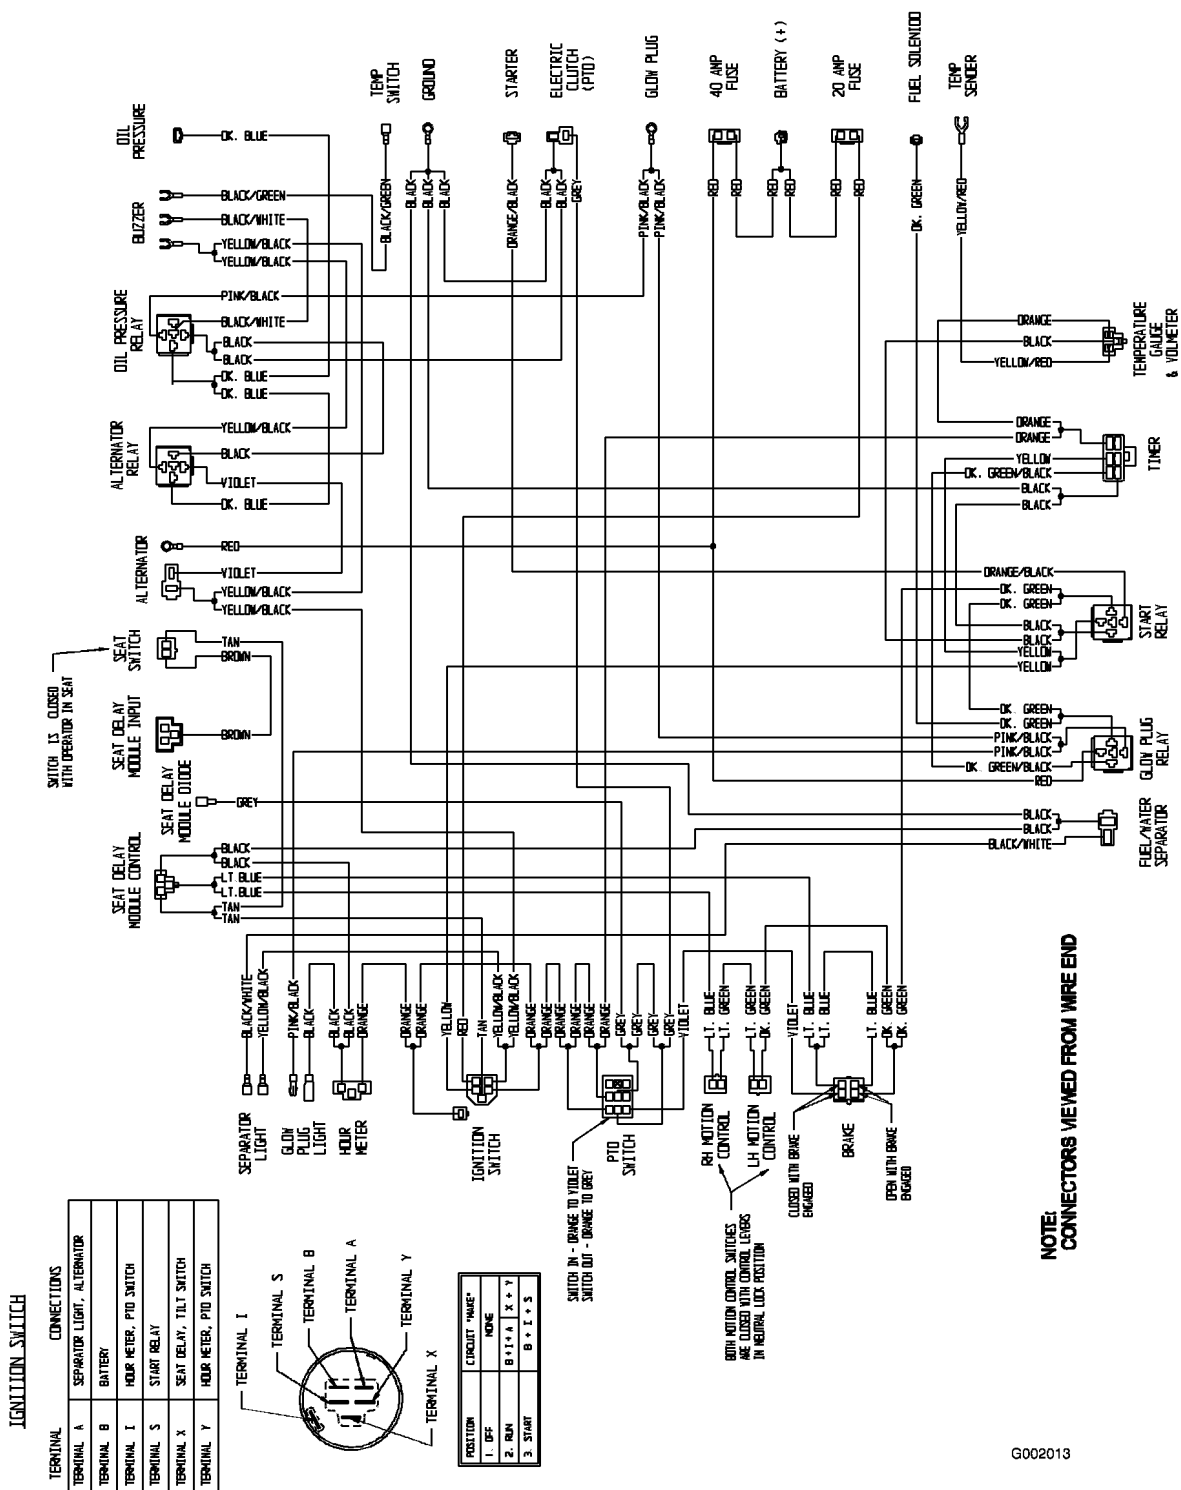 OIL PRESSURE
BUZZER
OIL PRESSURE RELAY
ALTERNATOR RELAY
ALTERNATOR
SEAT SWITCH
SWITCH IS CLOSED
WITH OPERATOR IN SEAT
SEAT DELAY MODULE INPUT
SEAT DELAY MODULE DIODE
SEAT DELAY MODULE CONTROL
TEMP SWITCH
GROUND
STARTER
ELECTRIC CLUTCH (PTO)
GLOW PLUG
40 AMP FUSE
BATTERY (+)
20 AMP FUSE
FUEL SOLENIOD
TEMP SENDER
DK. BLUE
BLACK/GREEN
BLACK/WHITE
YELLOW/BLACK
YELLOW/BLACK
PINK/BLACK
BLACK/WHITE
BLACK
BLACK
DK. BLUE
DK. BLUE
YELLOW/BLACK
BLACK
VIOLET
DK. BLUE
RED
VIOLET
YELLOW/BLACK
YELLOW/BLACK
TAN
BROWN
BROWN
GREY
BLACK
BLACK
LT.BLUE
LT.BLUE
TAN
TAN
BLACK/GREEN
BLACK
BLACK
BLACK
ORANGE/BLACK
BLACK
BLACK
GREY
PINK/BLACK
PINK/BLACK
RED
RED
RED
RED
RED
RED
DK. GREEN
YELLOW/RED
ORANGE
BLACK
YELLOW/RED
TEMPERATURE
GAUGE
& VOLMETER
ORANGE
ORANGE
YELLOW
DK. GREEN/BLACK
BLACK
BLACK
TIMER
ORANGE/BLACK
DK. GREEN
DK. GREEN
BLACK
BLACK
YELLOW
YELLOW
START RELAY
DK. GREEN
DK. GREEN
PINK/BLACK
PINK/BLACK
DK. GREEN/BLACK
RED
GLOW PLUG RELAY
BLACK
BLACK
BLACK/WHITE
FUEL/WATER SEPARATOR
BLACK/WHITE
YELLOW/BLACK
PINK/BLACK
BLACK
BLACK
BLACK
ORANGE
ORANGE
ORANGE
YELLOW
RED
TAN
YELLOW/BLACK
YELLOW/BLACK
ORANGE
ORANGE
ORANGE
ORANGE
ORANGE
ORANGE
GREY
GREY
GREY
GREY
VIOLET
LT. BLUE
LT. GREEN
LT. GREEN
DK. GREEN
VIOLET
LT. BLUE
LT. BLUE
LT. BLUE
DK. GREEN
DK. GREEN
SEPARATOR LIGHT
GLOW PLUG LIGHT
HOUR METER
IGNITION SWITCH
PTO SWITCH
RH MOTION CONTROL
LH MOTION CONTROL
BRAKE
SWITCH IN - ORANGE TO VIOLET
SWITCH OUT - ORANGE TO GREY
CLOSED WITH BRAKE
ENGAGED
OPEN WITH BRAKE
ENGAGED
BOTH MOTION CONTROL SWITCHES
ARE CLOSED WITH CONTROL LEVERS
IN NEUTRAL LOCK POSITION
NOTE:
CONNECTORS VIEWED FROM WIRE END
IGNITION SWITCH
TERMINAL CONNECTIONS
TERMINAL A SEPARATOR LIGHT, ALTERNATOR
TERMINAL B BATTERY
TERMINAL I HOUR METER, PTO SWITCH
TERMINAL S START RELAY
TERMINAL X SEAT DELAY, TILT SWITCH
TERMINAL Y HOUR METER, PTO SWITCH
TERMINAL I
TERMINAL S
TERMINAL B
TERMINAL A
TERMINAL Y
TERMINAL X
POSITION CIRCUIT "MAKE"
1. OFF NONE
2. RUN B+I+A X + Y
3. START B + I + S
G002013